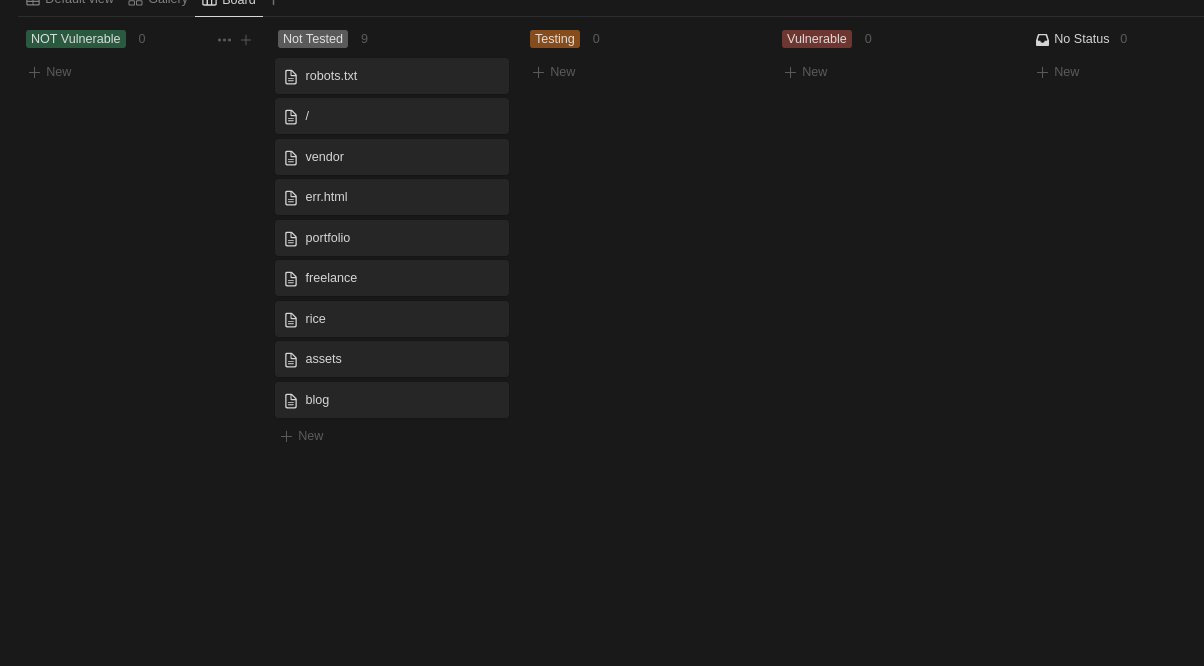 Default view Gallery Board
NOT Vulnerable 0
New
Not Tested 9
robots.txt
/
vendor
err.html
portfolio
freelance
rice
assets
blog
New
Testing 0
New
Vulnerable 0
New
No Status 0
New